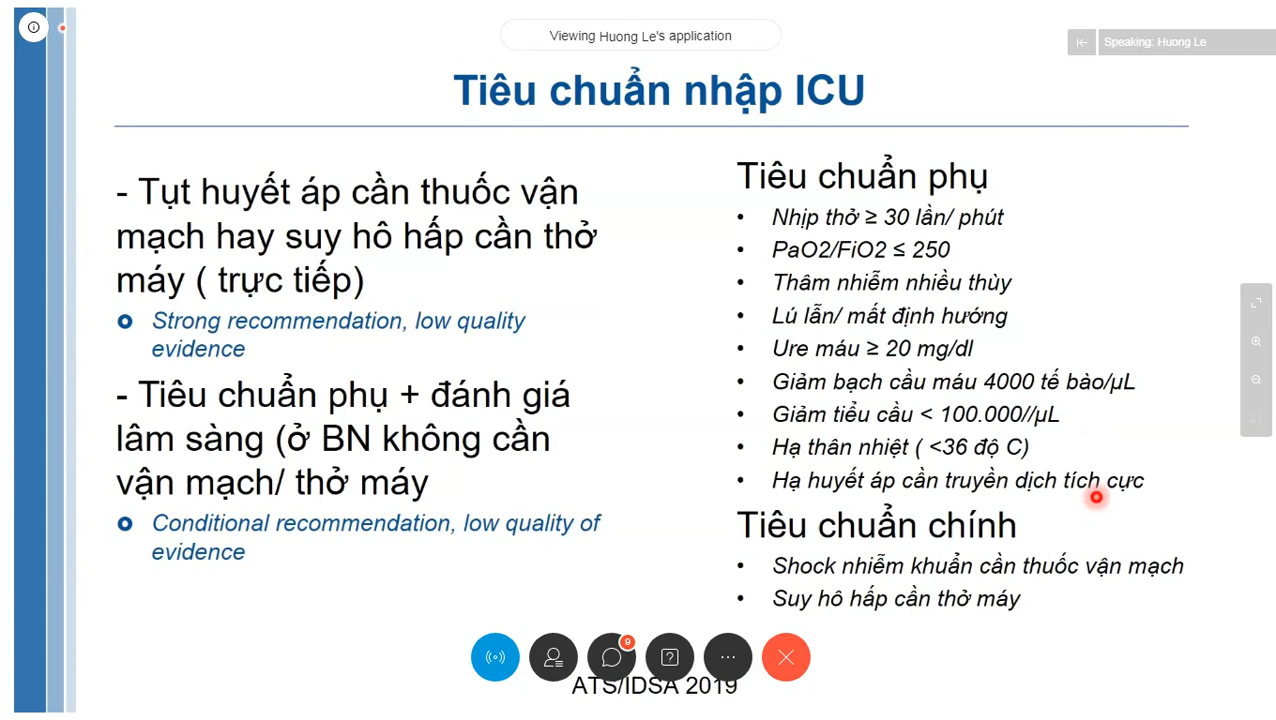 Viewing Huong Le's application
Speaking: Huong Le
Tiêu chuẩn nhập ICU
- Tụt huyết áp cần thuốc vận
mạch hay suy hô hấp cần thở
máy ( trực tiếp)
Strong recommendation, low quality
evidence
- Tiêu chuẩn phụ + đánh giá
lâm sàng (ở BN không cần
vận mạch/ thở máy
Conditional recommendation, low quality of
evidence
Tiêu chuẩn phụ
• Nhịp thở ≥ 30 lần/ phút
• PaO2/FiO2 ≤ 250
• Thâm nhiễm nhiều thùy
• Lú lẫn/ mất định hướng
• Ure máu ≥ 20 mg/dl
• Giảm bạch cầu máu 4000 tế bào/µL
• Giảm tiểu cầu < 100.000//µL
• Hạ thân nhiệt ( <36 độ C)
• Hạ huyết áp cần truyền dịch tích cực
Tiêu chuẩn chính
• Shock nhiễm khuẩn cần thuốc vận mạch
• Suy hô hấp cần thở máy
9
ATS/IDSA 2019